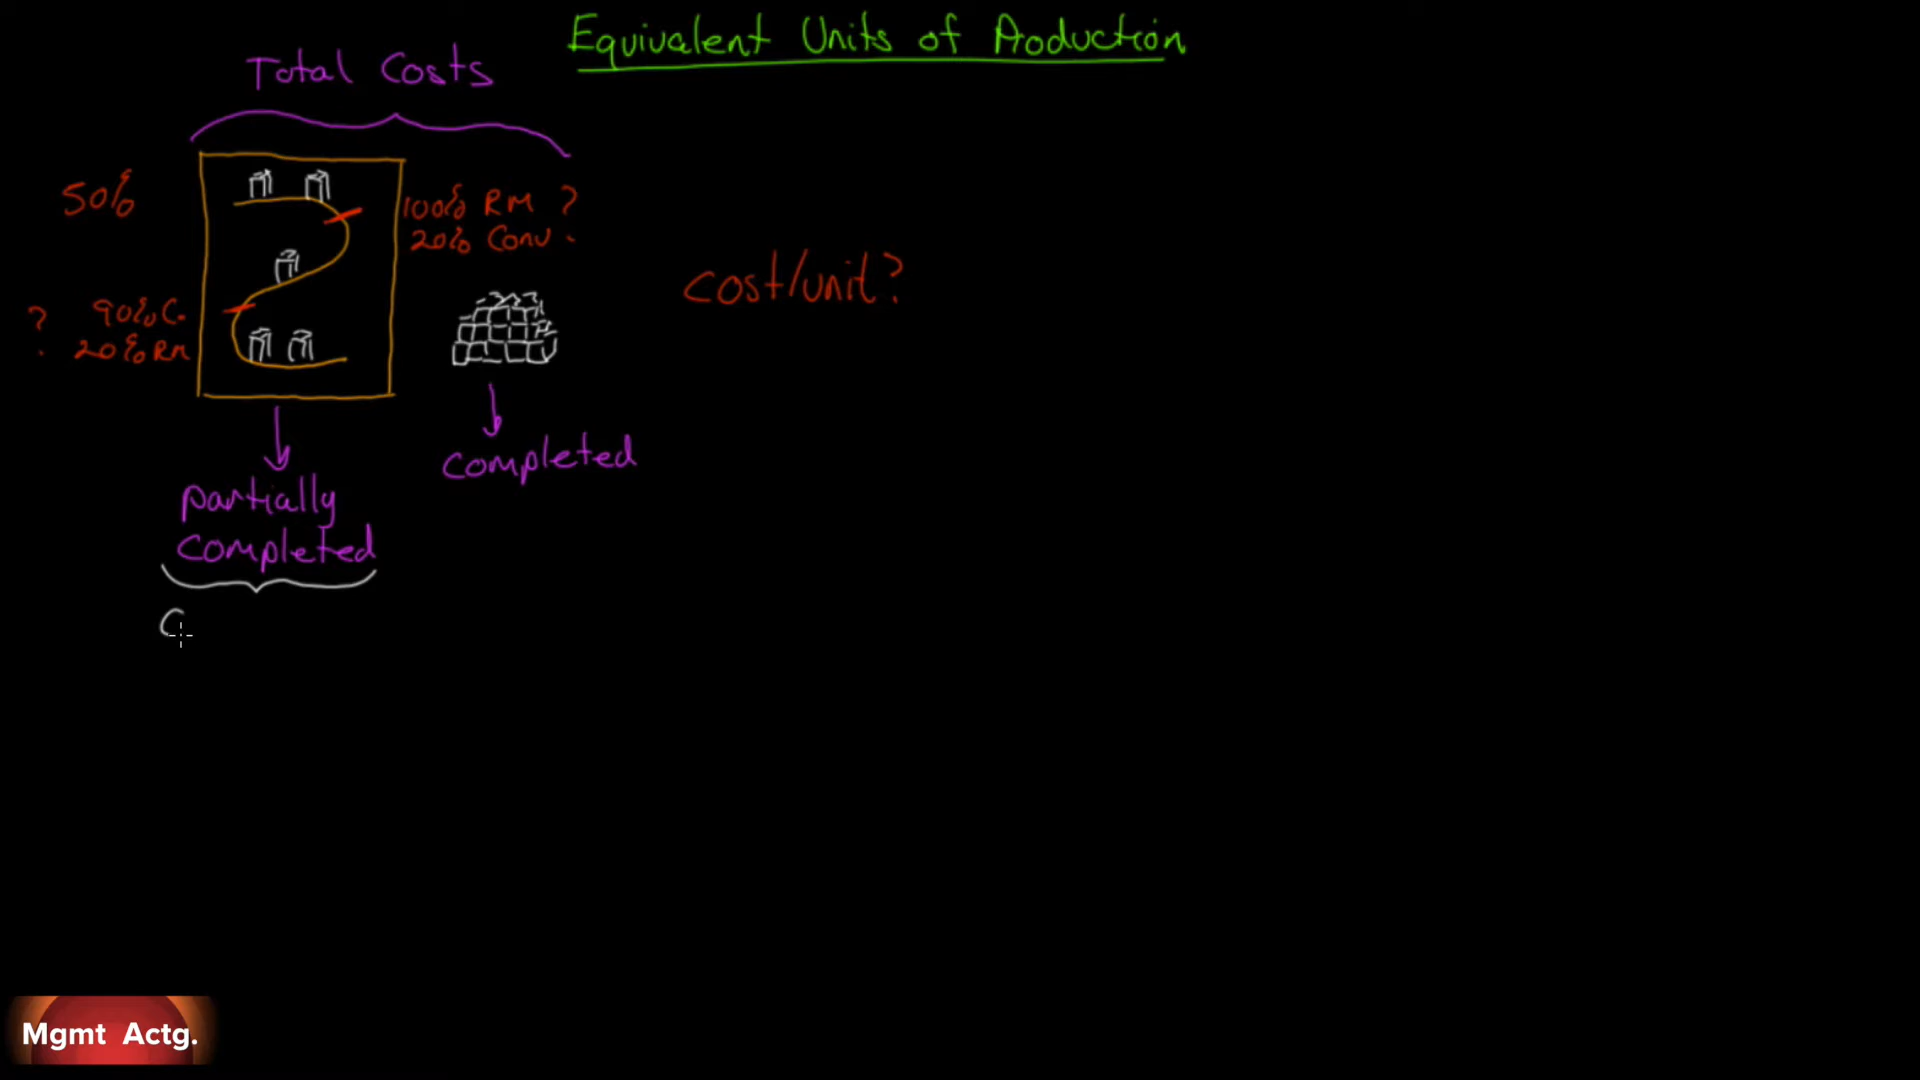 Equivalent Units of Production
Total Costs
50%
100% RM ?
20% Conv .
cost/unit?
? 90% C.
. 20% RM
completed
partially
completed
C
Mgmt Actg.